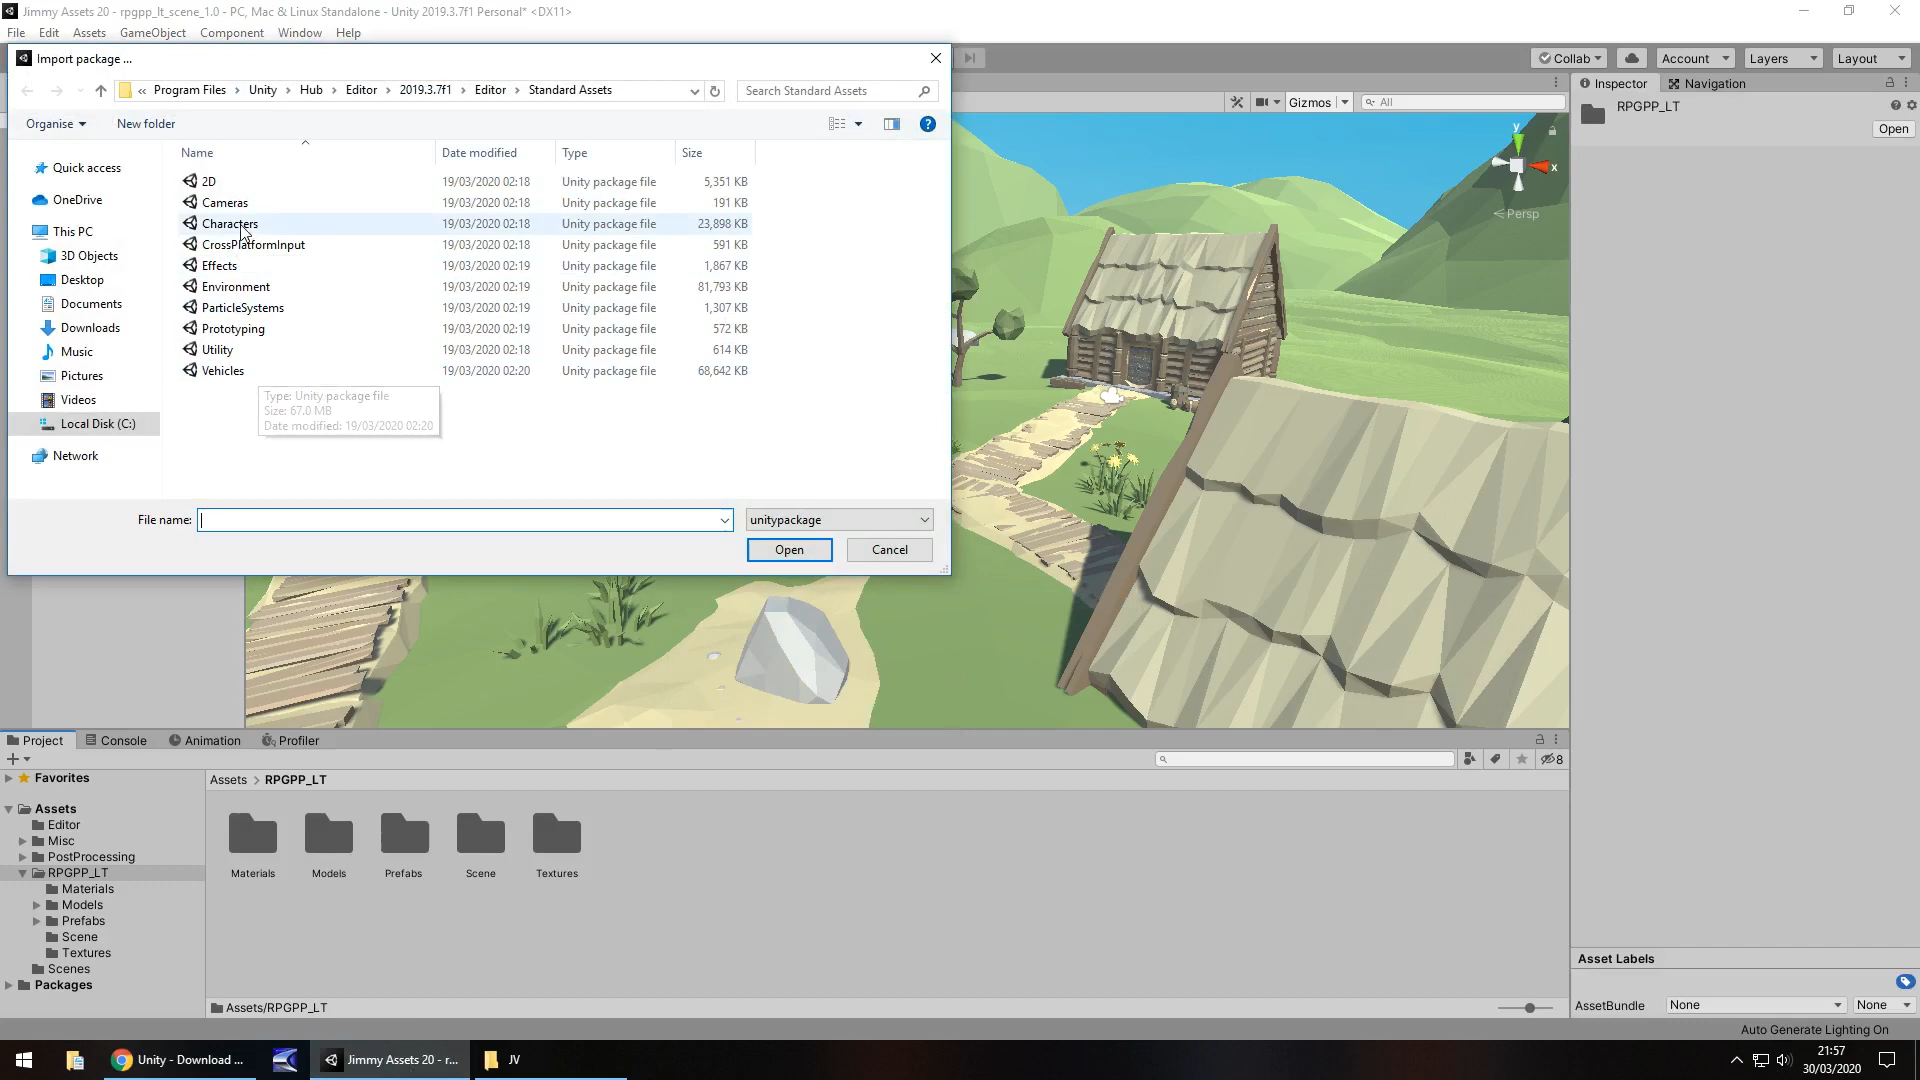 Jimmy Assets 20 - rpgpp_lt_scene_1.0 - PC, Mac & Linux Standalone - Unity 2019.3.7f1 Personal* <DX11>
File Edit Assets GameObject Component Window Help
Import package ...
« Program Files > Unity > Hub > Editor > 2019.3.7f1 > Editor > Standard Assets
Search Standard Assets
Organise New folder
Name Date modified Type Size
2D 19/03/2020 02:18 Unity package file 5,351 KB
Cameras 19/03/2020 02:18 Unity package file 191 KB
Characters 19/03/2020 02:18 Unity package file 23,898 KB
CrossPlatformInput 19/03/2020 02:18 Unity package file 591 KB
Effects 19/03/2020 02:19 Unity package file 1,867 KB
Environment 19/03/2020 02:19 Unity package file 81,793 KB
ParticleSystems 19/03/2020 02:19 Unity package file 1,307 KB
Prototyping 19/03/2020 02:19 Unity package file 572 KB
Utility 19/03/2020 02:18 Unity package file 614 KB
Vehicles 19/03/2020 02:20 Unity package file 68,642 KB
Type: Unity package file
Size: 67.0 MB
Date modified: 19/03/2020 02:20
Quick access
OneDrive
This PC
3D Objects
Desktop
Documents
Downloads
Music
Pictures
Videos
Local Disk (C:)
Network
File name:
unitypackage
Open Cancel
Collab Account Layers Layout
Gizmos All
y
x
< Persp
Inspector Navigation
RPGPP_LT
Open
Project Console Animation Profiler
8
Favorites
Assets
Editor
Misc
PostProcessing
RPGPP_LT
Materials
Models
Prefabs
Scene
Textures
Scenes
Packages
Assets > RPGPP_LT
Materials Models Prefabs Scene Textures
Assets/RPGPP_LT
Asset Labels
AssetBundle None None
Auto Generate Lighting On
Unity - Download ...
Jimmy Assets 20 - r...
JV
21:57
30/03/2020